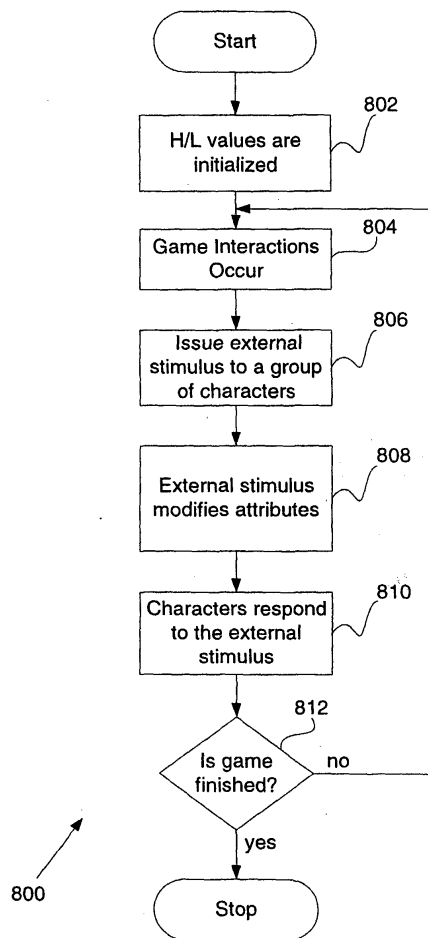 Start
802
H/L values are
initialized
804
Game Interactions
Occur
806
Issue external
stimulus to a group
of characters
808
External stimulus
modifies attributes
810
Characters respond
to the external
stimulus
812
Is game
finished?
no
yes
800
Stop